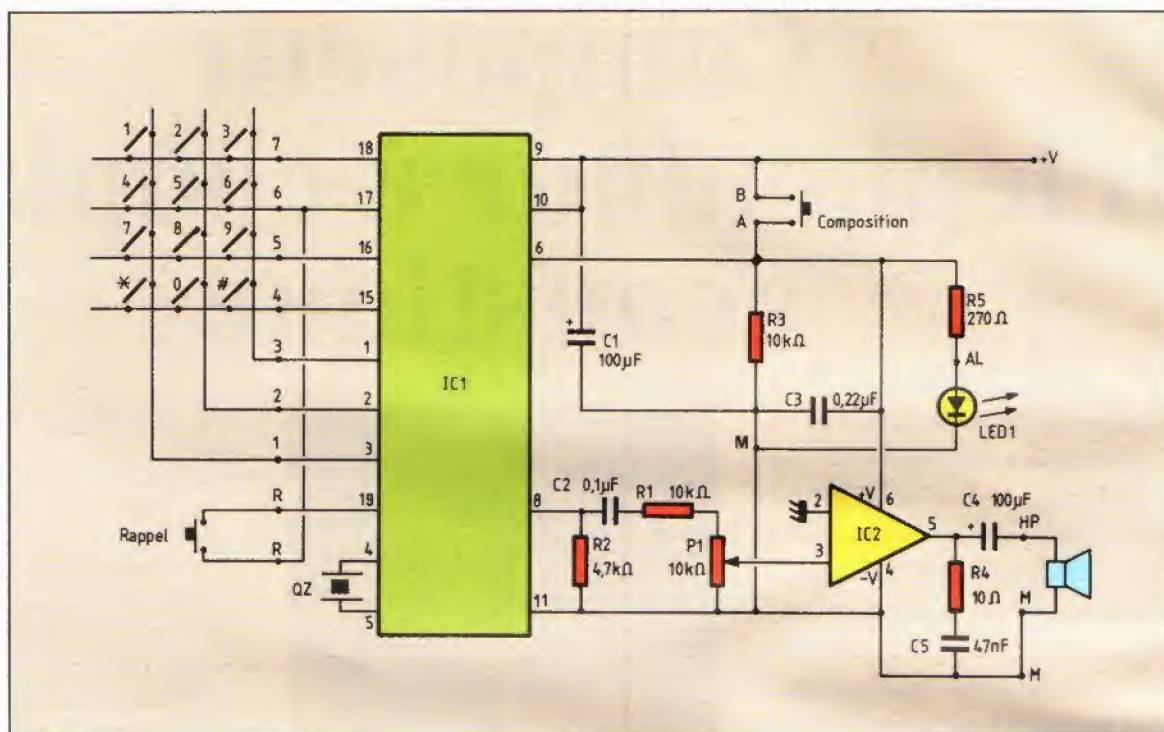 1 2 3 7 18 9 +V
4 5 6 6 17 10 B A Composition
7 8 9 5 16 6
* 0 # 4 15 R3 10kΩ R5 270Ω
3 1 IC1 + C1 100µF AL
2 2 C3 0,22µF LED1
1 3 M
C2 0,1µF R1 10kΩ +V 6 C4 100µF HP
R 19 8 2 IC2 5 +
Rappel R2 4,7kΩ P1 10kΩ 3 -V 4 R4 10Ω
R 4
QZ 11 M
5 C5 47nF M